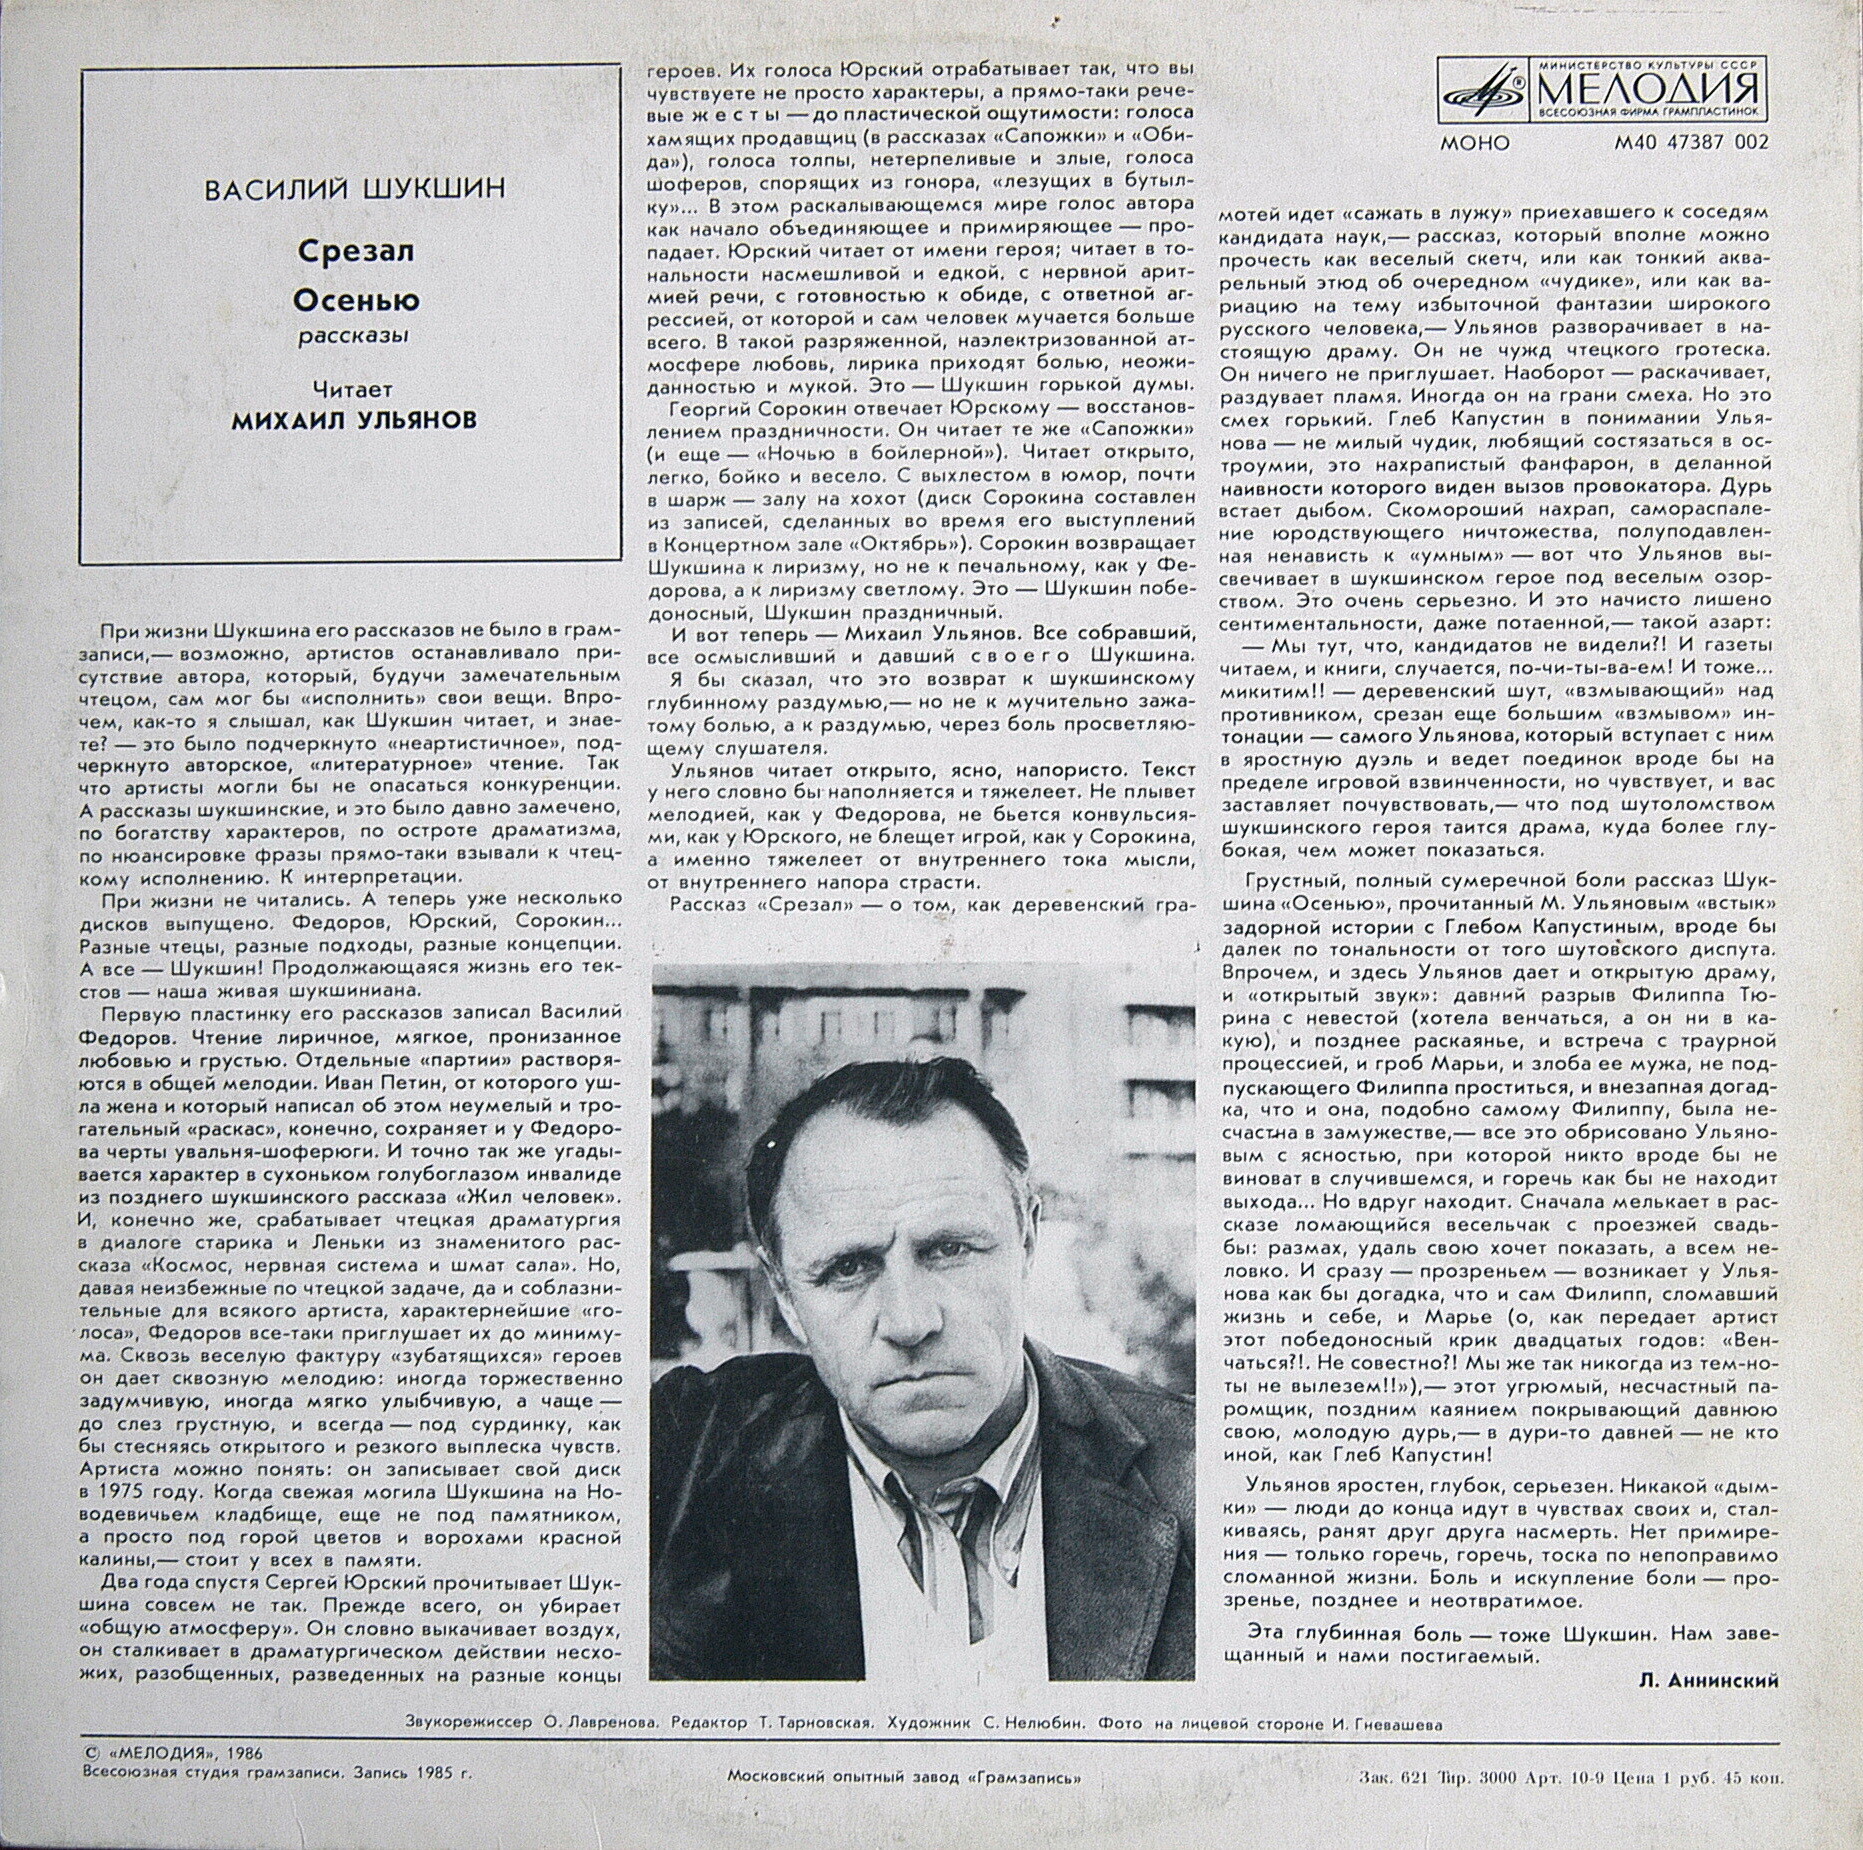 ВАСИЛИЙ ШУКШИН
Срезал
Осенью
рассказы
Читает
МИХАИЛ УЛЬЯНОВ
При жизни Шукшина его рассказов не было в грам-
записи,— возможно, артистов останавливало при-
сутствие автора, который, будучи замечательным
чтецом, сам мог бы «исполнить» свои вещи. Впро-
чем, как-то я слышал, как Шукшин читает, и знае-
те? — это было подчеркнуто «неартистичное», под-
черкнуто авторское, «литературное» чтение. Так
что артисты могли бы не опасаться конкуренции.
А рассказы шукшинские, и это было давно замечено,
по богатству характеров, по остроте драматизма,
по нюансировке фразы прямо-таки взывали к чтец-
кому исполнению. К интерпретации.
При жизни не читались. А теперь уже несколько
дисков выпущено. Федоров, Юрский, Сорокин...
Разные чтецы, разные подходы, разные концепции.
А все — Шукшин! Продолжающаяся жизнь его тек-
стов — наша живая шукшиниана.
Первую пластинку его рассказов записал Василий
Федоров. Чтение лиричное, мягкое, пронизанное
любовью и грустью. Отдельные «партии» растворя-
ются в общей мелодии. Иван Петин, от которого уш-
ла жена и который написал об этом неумелый и тро-
гательный «раскас», конечно, сохраняет и у Федоро-
ва черты увальня-шоферюги. И точно так же угады-
вается характер в сухоньком голубоглазом инвалиде
из позднего шукшинского рассказа «Жил человек».
И, конечно же, срабатывает чтецкая драматургия
в диалоге старика и Леньки из знаменитого рас-
сказа «Космос, нервная система и шмат сала». Но,
давая неизбежные по чтецкой задаче, да и соблазни-
тельные для всякого артиста, характернейшие «го-
лоса», Федоров все-таки приглушает их до миниму-
ма. Сквозь веселую фактуру «зубатящихся» героев
он дает сквозную мелодию: иногда торжественно
задумчивую, иногда мягко улыбчивую, а чаще —
до слез грустную, и всегда — под сурдинку, как
бы стесняясь открытого и резкого выплеска чувств.
Артиста можно понять: он записывает свой диск
в 1975 году. Когда свежая могила Шукшина на Но-
водевичьем кладбище, еще не под памятником,
а просто под горой цветов и ворохами красной
калины,— стоит у всех в памяти.
Два года спустя Сергей Юрский прочитывает Шук-
шина совсем не так. Прежде всего, он убирает
«общую атмосферу». Он словно выкачивает воздух,
он сталкивает в драматургическом действии несхо-
жих, разобщенных, разведенных на разные концы
героев. Их голоса Юрский отрабатывает так, что вы
чувствуете не просто характеры, а прямо-таки рече-
вые ж е с т ы — до пластической ощутимости: голоса
хамящих продавщиц (в рассказах «Сапожки» и «Оби-
да»), голоса толпы, нетерпеливые и злые, голоса
шоферов, спорящих из гонора, «лезущих в бутыл-
ку»... В этом раскалывающемся мире голос автора
как начало объединяющее и примиряющее — про-
падает. Юрский читает от имени героя; читает в то-
нальности насмешливой и едкой, с нервной арит-
мией речи, с готовностью к обиде, с ответной аг-
рессией, от которой и сам человек мучается больше
всего. В такой разряженной, наэлектризованной ат-
мосфере любовь, лирика приходят болью, неожи-
данностью и мукой. Это — Шукшин горькой думы.
Георгий Сорокин отвечает Юрскому — восстанов-
лением праздничности. Он читает те же «Сапожки»
(и еще — «Ночью в бойлерной»). Читает открыто,
легко, бойко и весело. С выхлестом в юмор, почти
в шарж — залу на хохот (диск Сорокина составлен
из записей, сделанных во время его выступлений
в Концертном зале «Октябрь»). Сорокин возвращает
Шукшина к лиризму, но не к печальному, как у Фе-
дорова, а к лиризму светлому. Это — Шукшин побе-
доносный, Шукшин праздничный.
И вот теперь — Михаил Ульянов. Все собравший,
все осмысливший и давший с в о е г о Шукшина.
Я бы сказал, что это возврат к шукшинскому
глубинному раздумью,— но не к мучительно зажа-
тому болью, а к раздумью, через боль просветляю-
щему слушателя.
Ульянов читает открыто, ясно, напористо. Текст
у него словно бы наполняется и тяжелеет. Не плывет
мелодией, как у Федорова, не бьется конвульсия-
ми, как у Юрского, не блещет игрой, как у Сорокина,
а именно тяжелеет от внутреннего тока мысли,
от внутреннего напора страсти.
Рассказ «Срезал» — о том, как деревенский гра-
МИНИСТЕРСТВО КУЛЬТУРЫ СССР
МЕЛОДИЯ
ВСЕСОЮЗНАЯ ФИРМА ГРАМПЛАСТИНОК
МОНО М40 47387 002
мотей идет «сажать в лужу» приехавшего к соседям
кандидата наук,— рассказ, который вполне можно
прочесть как веселый скетч, или как тонкий аква-
рельный этюд об очередном «чудике», или как ва-
риацию на тему избыточной фантазии широкого
русского человека,— Ульянов разворачивает в на-
стоящую драму. Он не чужд чтецкого гротеска.
Он ничего не приглушает. Наоборот — раскачивает,
раздувает пламя. Иногда он на грани смеха. Но это
смех горький. Глеб Капустин в понимании Улья-
нова — не милый чудик, любящий состязаться в ос-
троумии, это нахрапистый фанфарон, в деланной
наивности которого виден вызов провокатора. Дурь
встает дыбом. Скомороший нахрап, самораспале-
ние юродствующего ничтожества, полуподавлен-
ная ненависть к «умным» — вот что Ульянов вы-
свечивает в шукшинском герое под веселым озор-
ством. Это очень серьезно. И это начисто лишено
сентиментальности, даже потаенной,— такой азарт:
— Мы тут, что, кандидатов не видели?! И газеты
читаем, и книги, случается, по-чи-ты-ва-ем! И тоже...
микитим!! — деревенский шут, «взмывающий» над
противником, срезан еще большим «взмывом» ин-
тонации — самого Ульянова, который вступает с ним
в яростную дуэль и ведет поединок вроде бы на
пределе игровой взвинченности, но чувствует, и вас
заставляет почувствовать,— что под шутоломством
шукшинского героя таится драма, куда более глу-
бокая, чем может показаться.
Грустный, полный сумеречной боли рассказ Шук-
шина «Осенью», прочитанный М. Ульяновым «встык»
задорной истории с Глебом Капустиным, вроде бы
далек по тональности от того шутовского диспута.
Впрочем, и здесь Ульянов дает и открытую драму,
и «открытый звук»: давний разрыв Филиппа Тю-
рина с невестой (хотела венчаться, а он ни в ка-
кую), и позднее раскаянье, и встреча с траурной
процессией, и гроб Марьи, и злоба ее мужа, не под-
пускающего Филиппа проститься, и внезапная догад-
ка, что и она, подобно самому Филиппу, была не-
счастна в замужестве,— все это обрисовано Ульяно-
вым с ясностью, при которой никто вроде бы не
виноват в случившемся, и горечь как бы не находит
выхода... Но вдруг находит. Сначала мелькает в рас-
сказе ломающийся весельчак с проезжей свадь-
бы: размах, удаль свою хочет показать, а всем не-
ловко. И сразу — прозреньем — возникает у Улья-
нова как бы догадка, что и сам Филипп, сломавший
жизнь и себе, и Марье (о, как передает артист
этот победоносный крик двадцатых годов: «Вен-
чаться?!. Не совестно?! Мы же так никогда из тем-но-
ты не вылезем!!»),— этот угрюмый, несчастный па-
ромщик, поздним каянием покрывающий давнюю
свою, молодую дурь,— в дури-то давней — не кто
иной, как Глеб Капустин!
Ульянов яростен, глубок, серьезен. Никакой «дым-
ки» — люди до конца идут в чувствах своих и, стал-
киваясь, ранят друг друга насмерть. Нет примире-
ния — только горечь, горечь, тоска по непоправимо
сломанной жизни. Боль и искупление боли — про-
зренье, позднее и неотвратимое.
Эта глубинная боль — тоже Шукшин. Нам заве-
щанный и нами постигаемый.
Л. Аннинский
Звукорежиссер О. Лавренова. Редактор Т. Тарновская. Художник С. Нелюбин. Фото на лицевой стороне И. Гневашева
© «МЕЛОДИЯ», 1986
Всесоюзная студия грамзаписи. Запись 1985 г.
Московский опытный завод «Грамзапись»
Зак. 621 Тир. 3000 Арт. 10-9 Цена 1 руб. 45 коп.